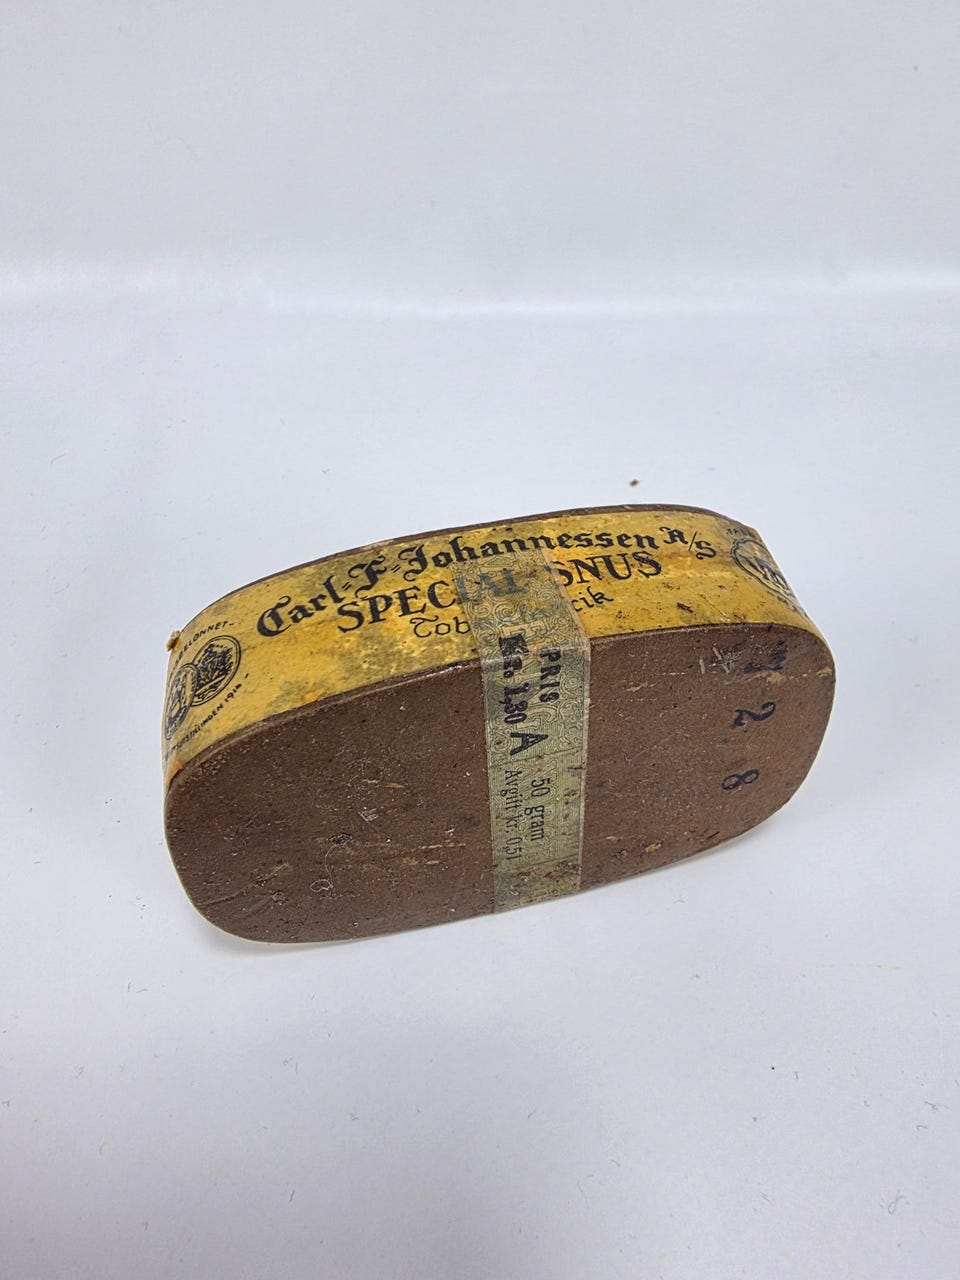 Carl=F=Johannessen A/S
SPECIAL SNUS
PRIS
Kr. 1,30 A
50 gram
Avgift kr. 0,51
2 8